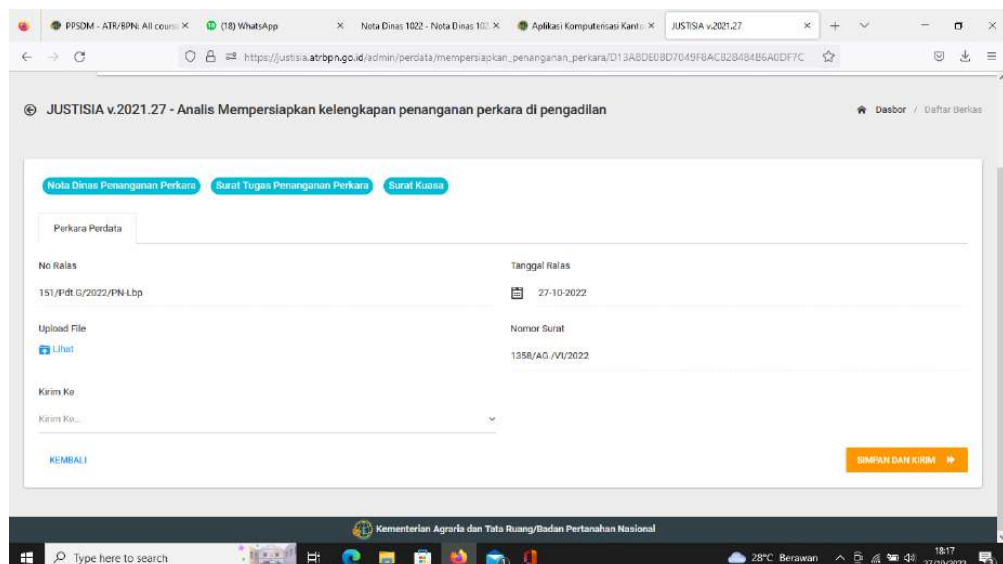 PPSDM - ATR/BPN: All cours
(18) WhatsApp
Nota Dinas 1022 - Nota Dinas 102
Aplikasi Komputerisasi Kanto
JUSTISIA v.2021.27
https://justisia.atrbpn.go.id/admin/perdata/mempersiapkan_penanganan_perkara/
JUSTISIA v.2021.27 - Analis Mempersiapkan kelengkapan penanganan perkara di pengadilan
Dasbor / Daftar Berkas
Nota Dinas Penanganan Perkara
Surat Tugas Penanganan Perkara
Surat Kuasa
Perkara Perdata
No Ralas
Tanggal Ralas
151/Pdt.G/2022/PN-Lbp
27-10-2022
Upload File
Nomor Surat
Lihat
1358/AG./VI/2022
Kirim Ke
Kirim Ke...
KEMBALI
SIMPAN DAN KIRIM
Kementerian Agraria dan Tata Ruang/Badan Pertanahan Nasional
Type here to search
28°C Berawan
18:17